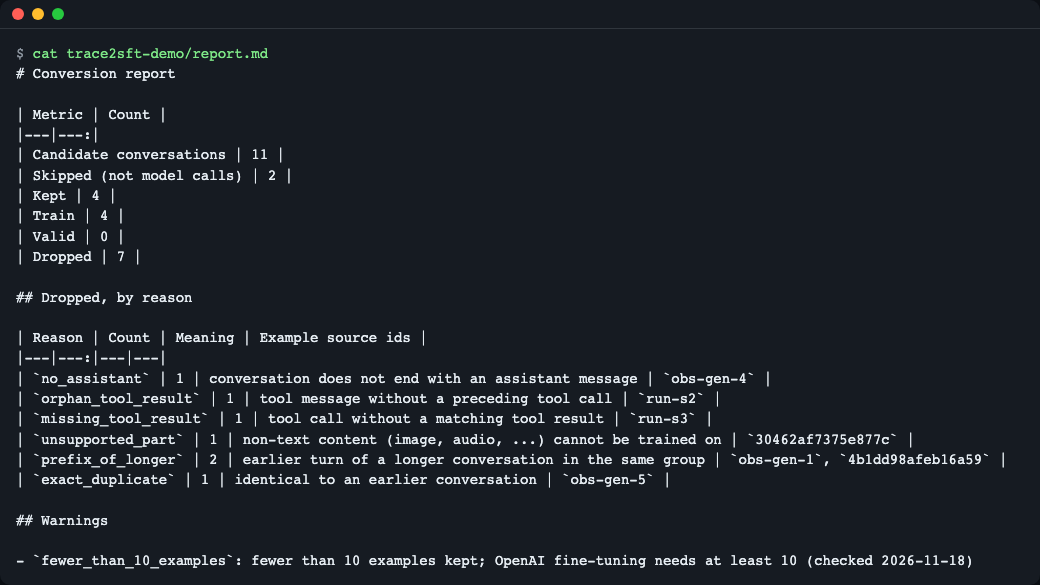 $ cat trace2sft-demo/report.md
# Conversion report
| Metric | Count |
|---|---:|
| Candidate conversations | 11 |
| Skipped (not model calls) | 2 |
| Kept | 4 |
| Train | 4 |
| Valid | 0 |
| Dropped | 7 |
## Dropped, by reason
| Reason | Count | Meaning | Example source ids |
|---|---:|---|---|
| `no_assistant` | 1 | conversation does not end with an assistant message | `obs-gen-4` |
| `orphan_tool_result` | 1 | tool message without a preceding tool call | `run-s2` |
| `missing_tool_result` | 1 | tool call without a matching tool result | `run-s3` |
| `unsupported_part` | 1 | non-text content (image, audio, ...) cannot be trained on | `30462af7375e877c` |
| `prefix_of_longer` | 2 | earlier turn of a longer conversation in the same group | `obs-gen-1`, `4b1dd98afeb16a59` |
| `exact_duplicate` | 1 | identical to an earlier conversation | `obs-gen-5` |
## Warnings
- `fewer_than_10_examples`: fewer than 10 examples kept; OpenAI fine-tuning needs at least 10 (checked 2026-11-18)